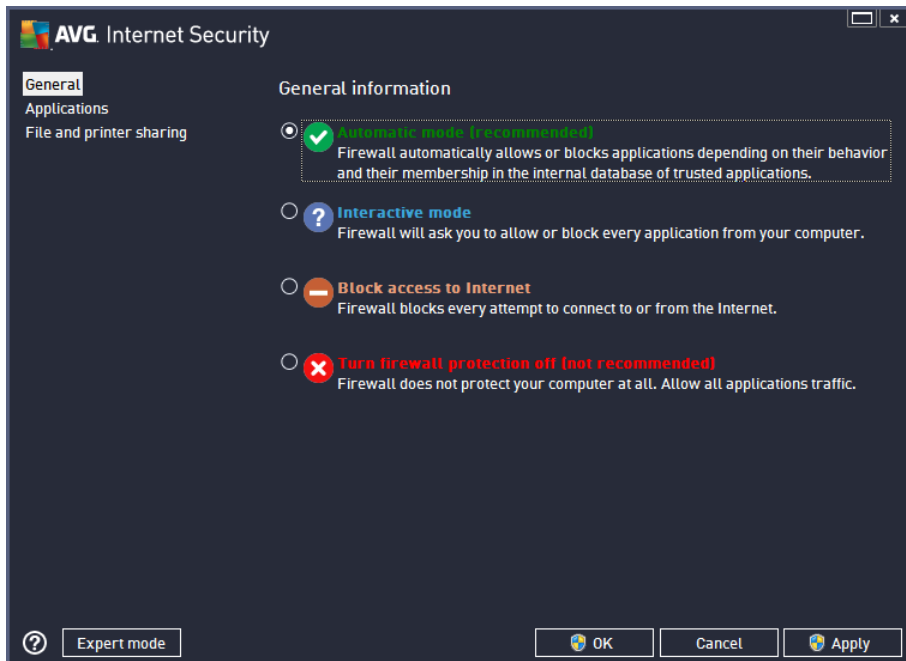 AVG. Internet Security
General
Applications
File and printer sharing
General information
Automatic mode (recommended)
Firewall automatically allows or blocks applications depending on their behavior
and their membership in the internal database of trusted applications.
Interactive mode
Firewall will ask you to allow or block every application from your computer.
Block access to Internet
Firewall blocks every attempt to connect to or from the Internet.
Turn firewall protection off (not recommended)
Firewall does not protect your computer at all. Allow all applications traffic.
Expert mode
OK
Cancel
Apply